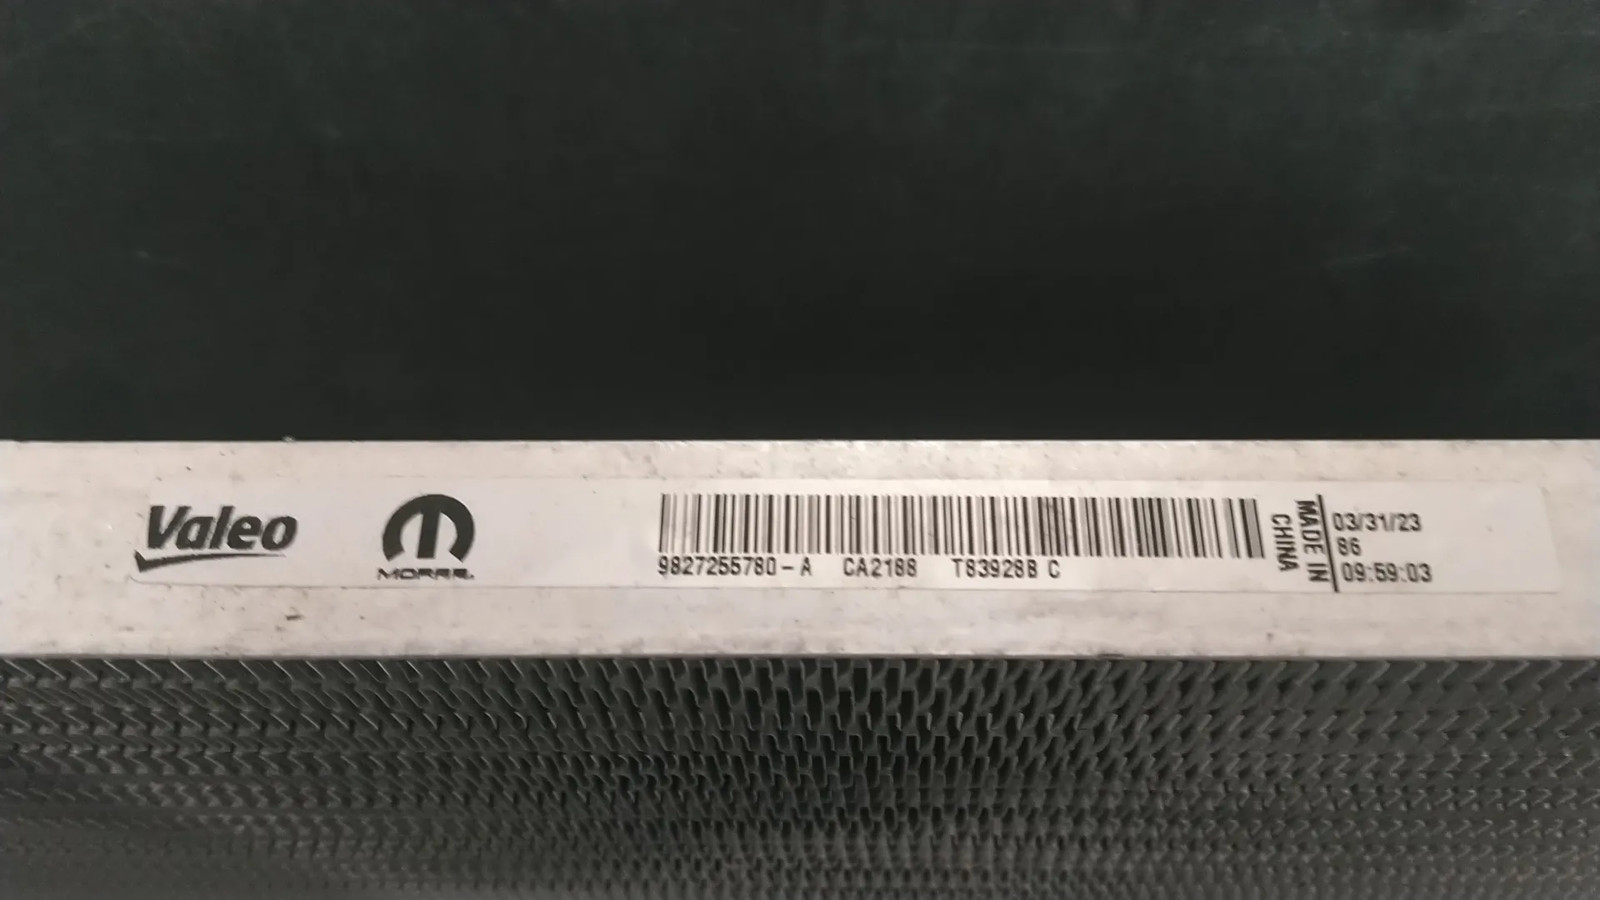 Valeo
MOPAR.
9827255780-A CA2188 T839288 C
MADE IN
CHINA
03/31/23
86
09:59:03